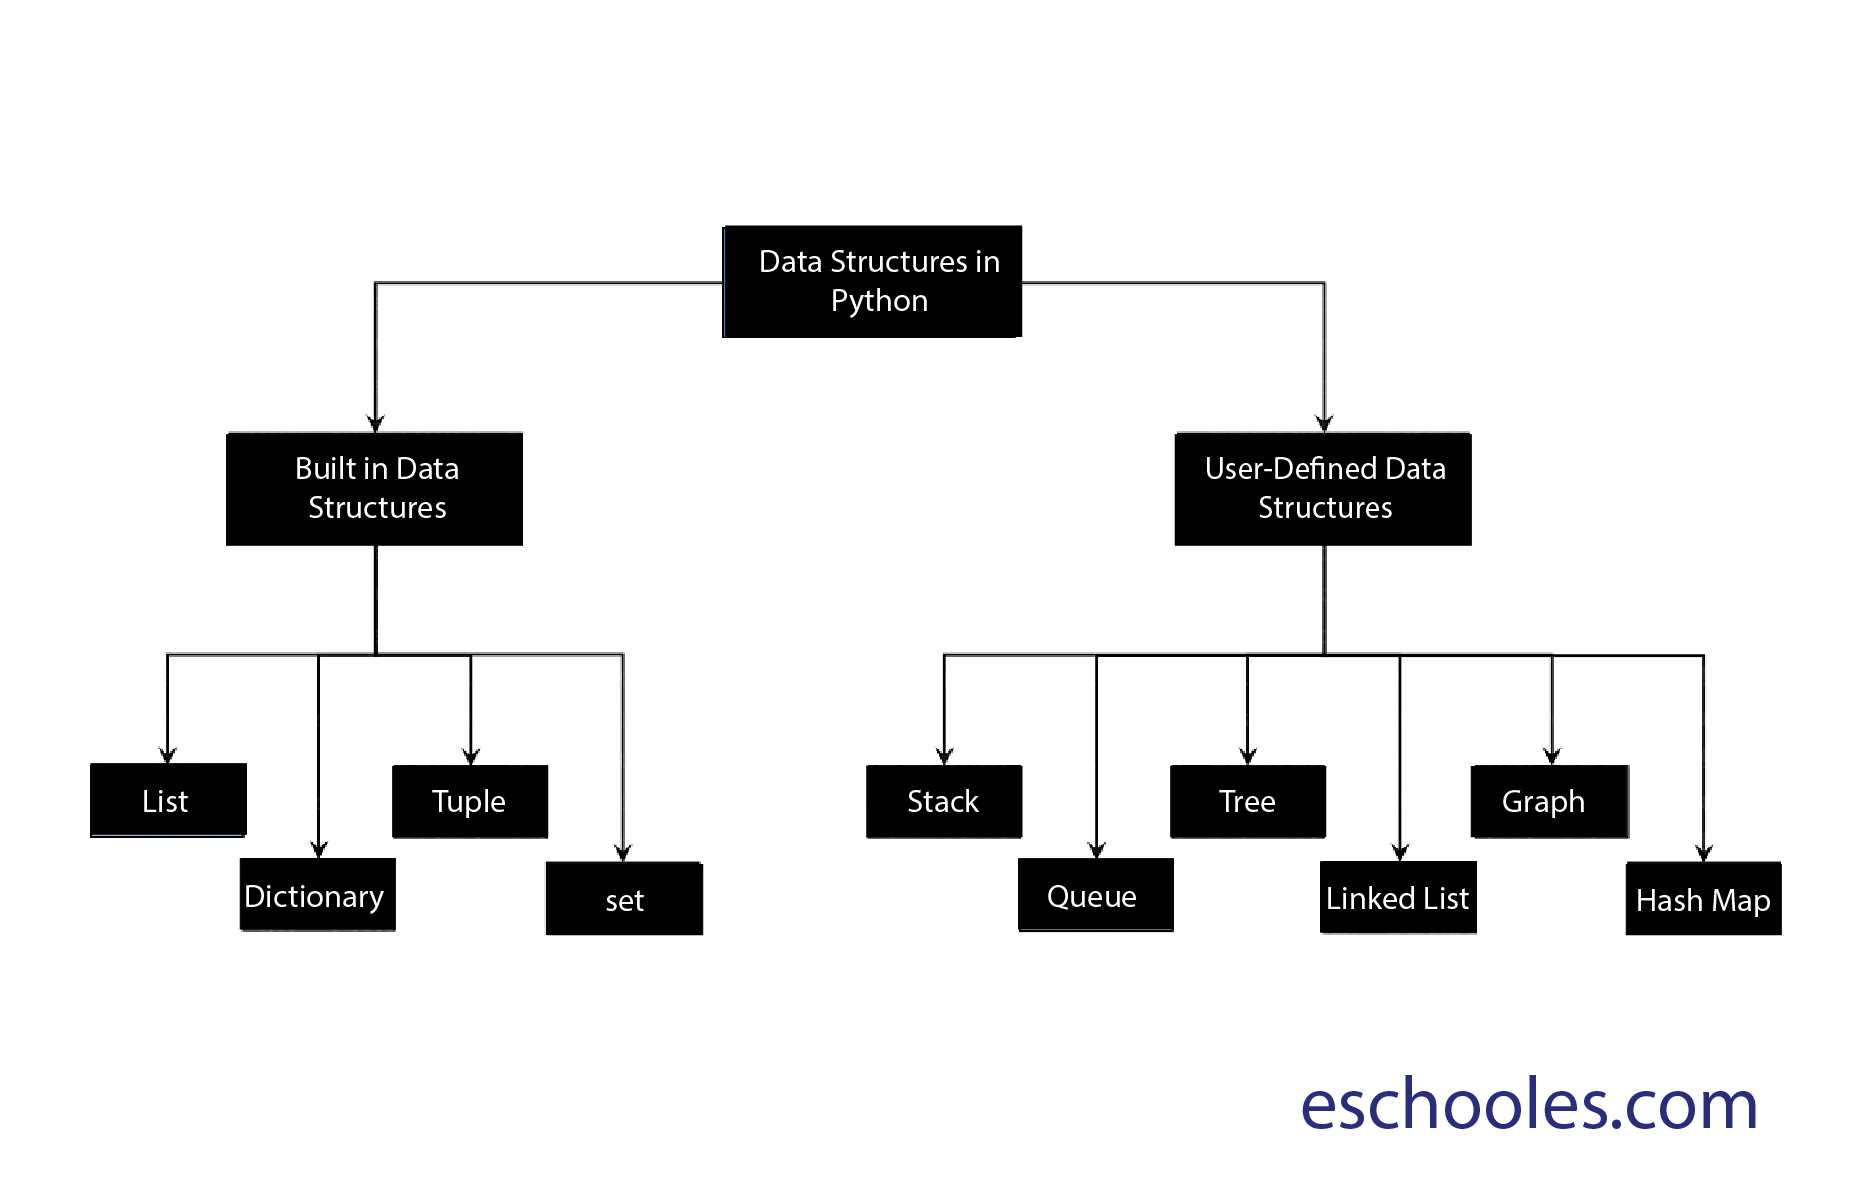 Data Structures in
Python
Built in Data
Structures
User-Defined Data
Structures
List
Dictionary
Tuple
set
Stack
Queue
Tree
Linked List
Graph
Hash Map
eschooles.com